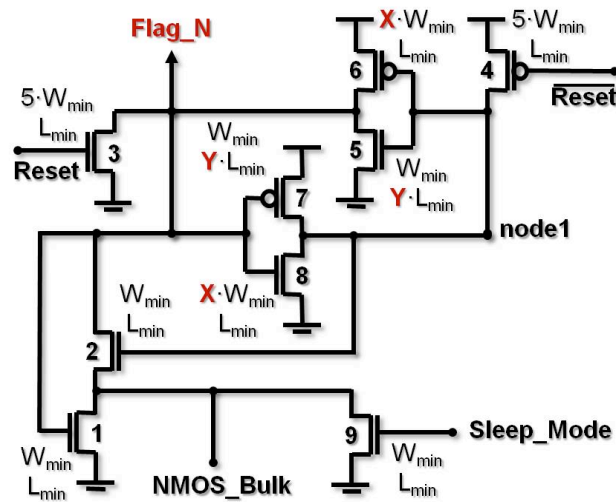 Flag_N
X·Wmin
Lmin
6
5·Wmin
Lmin
4
Reset
5·Wmin
Lmin
3
Reset
5
Wmin
Y·Lmin
Wmin
Y·Lmin
7
node1
8
X·Wmin
Lmin
Wmin
Lmin
2
1
Wmin
Lmin
NMOS_Bulk
9
Sleep_Mode
Wmin
Lmin